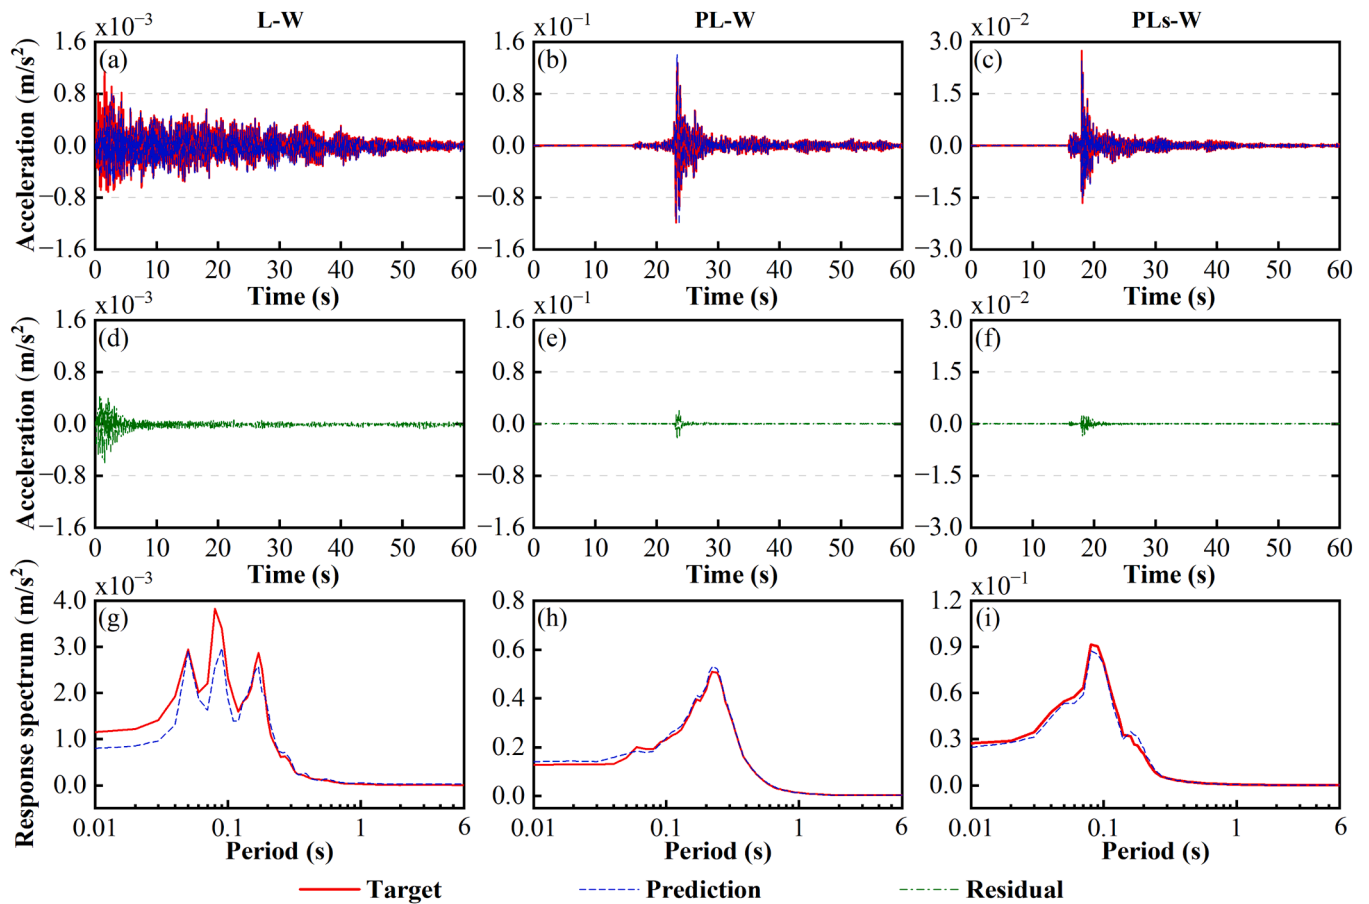 L-W PL-W PLs-W
x10⁻³ x10⁻¹ x10⁻²
Acceleration (m/s²)
1.6 0.8 0.0 −0.8 −1.6
(a)
0 10 20 30 40 50 60
Time (s)
1.6 0.8 0.0 −0.8 −1.6
(b)
0 10 20 30 40 50 60
Time (s)
3.0 1.5 0.0 −1.5 −3.0
(c)
0 10 20 30 40 50 60
Time (s)
x10⁻³ x10⁻¹ x10⁻²
Acceleration (m/s²)
1.6 0.8 0.0 −0.8 −1.6
(d)
0 10 20 30 40 50 60
Time (s)
1.6 0.8 0.0 −0.8 −1.6
(e)
0 10 20 30 40 50 60
Time (s)
3.0 1.5 0.0 −1.5 −3.0
(f)
0 10 20 30 40 50 60
Time (s)
x10⁻³ x10⁻¹
Response spectrum (m/s²)
4.0 3.0 2.0 1.0 0.0
(g)
0.01 0.1 1 6
Period (s)
0.8 0.6 0.4 0.2 0.0
(h)
0.01 0.1 1 6
Period (s)
1.2 0.9 0.6 0.3 0.0
(i)
0.01 0.1 1 6
Period (s)
Target Prediction Residual